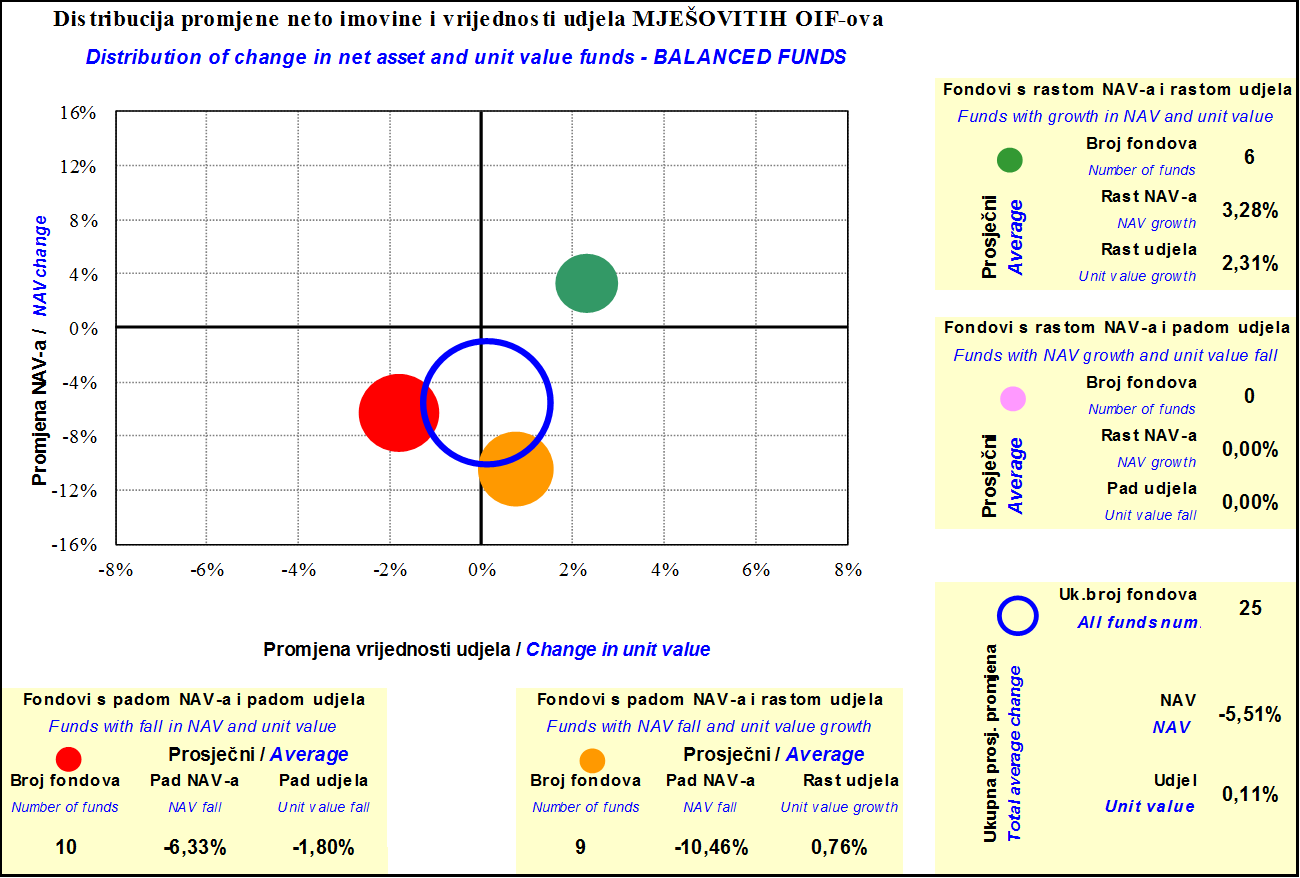 Distribucija promjene neto imovine i vrijednosti udjela MJEŠOVITIH OIF-ova
Distribution of change in net asset and unit value funds - BALANCED FUNDS
16%
12%
8%
4%
0%
-4%
-8%
-12%
-16%
Promjena NAV-a / NAV change
-8%
-6%
-4%
-2%
0%
2%
4%
6%
8%
Promjena vrijednosti udjela / Change in unit value
Fondovi s rastom NAV-a i rastom udjela
Funds with growth in NAV and unit value
Broj fondova
Number of funds
6
Prosječni
Average
Rast NAV-a
NAV growth
3,28%
Rast udjela
Unit value growth
2,31%
Fondovi s rastom NAV-a i padom udjela
Funds with NAV growth and unit value fall
Broj fondova
Number of funds
0
Prosječni
Average
Rast NAV-a
NAV growth
0,00%
Pad udjela
Unit value fall
0,00%
Uk.broj fondova
All funds num.
25
Ukupna prosj. promjena
Total average change
NAV
NAV
-5,51%
Udjel
Unit value
0,11%
Fondovi s padom NAV-a i padom udjela
Funds with fall in NAV and unit value
Prosječni / Average
Broj fondova Pad NAV-a Pad udjela
Number of funds NAV fall Unit value fall
10 -6,33% -1,80%
Fondovi s padom NAV-a i rastom udjela
Funds with NAV fall and unit value growth
Prosječni / Average
Broj fondova Pad NAV-a Rast udjela
Number of funds NAV fall Unit value growth
9 -10,46% 0,76%